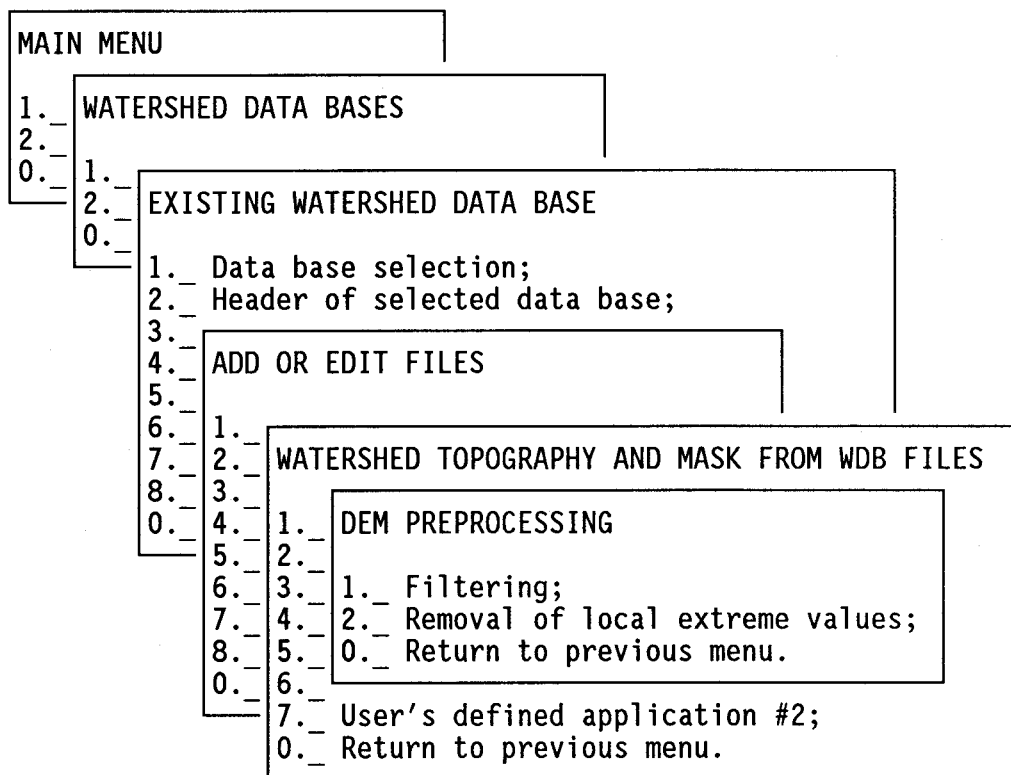 MAIN MENU
1._
2._
0._
WATERSHED DATA BASES
1._
2._
0._
EXISTING WATERSHED DATA BASE
1._ Data base selection;
2._ Header of selected data base;
3._
4._
5._
6._
7._
8._
0._
ADD OR EDIT FILES
1._
2._
3._
4._
5._
6._
7._
8._
0._
WATERSHED TOPOGRAPHY AND MASK FROM WDB FILES
1._
2._
3._
4._
5._
6._
7._ User's defined application #2;
0._ Return to previous menu.
DEM PREPROCESSING
1._ Filtering;
2._ Removal of local extreme values;
0._ Return to previous menu.